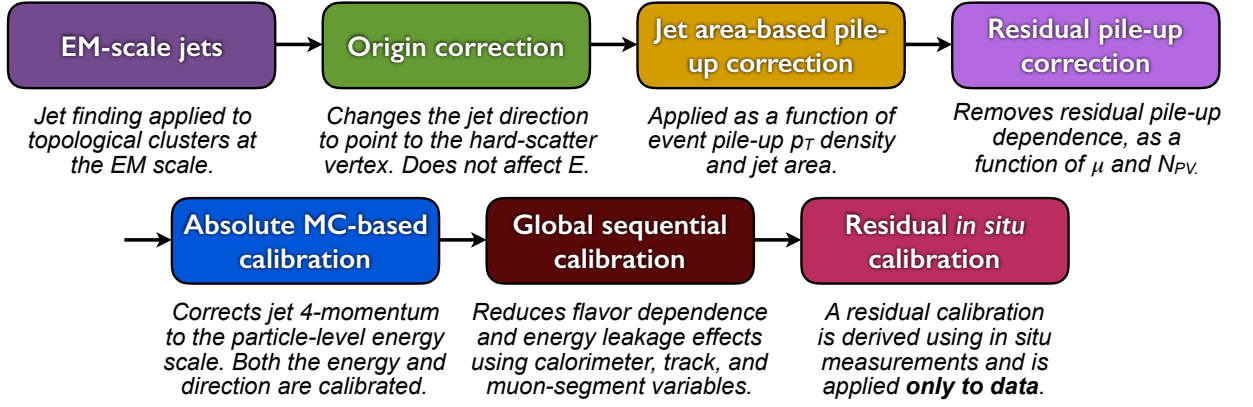 EM-scale jets
Origin correction
Jet area-based pile-
up correction
Residual pile-up
correction
Jet finding applied to
topological clusters at
the EM scale.
Changes the jet direction
to point to the hard-scatter
vertex. Does not affect E.
Applied as a function of
event pile-up pT density
and jet area.
Removes residual pile-up
dependence, as a
function of μ and NPV.
Absolute MC-based
calibration
Global sequential
calibration
Residual in situ
calibration
Corrects jet 4-momentum
to the particle-level energy
scale. Both the energy and
direction are calibrated.
Reduces flavor dependence
and energy leakage effects
using calorimeter, track, and
muon-segment variables.
A residual calibration
is derived using in situ
measurements and is
applied only to data.